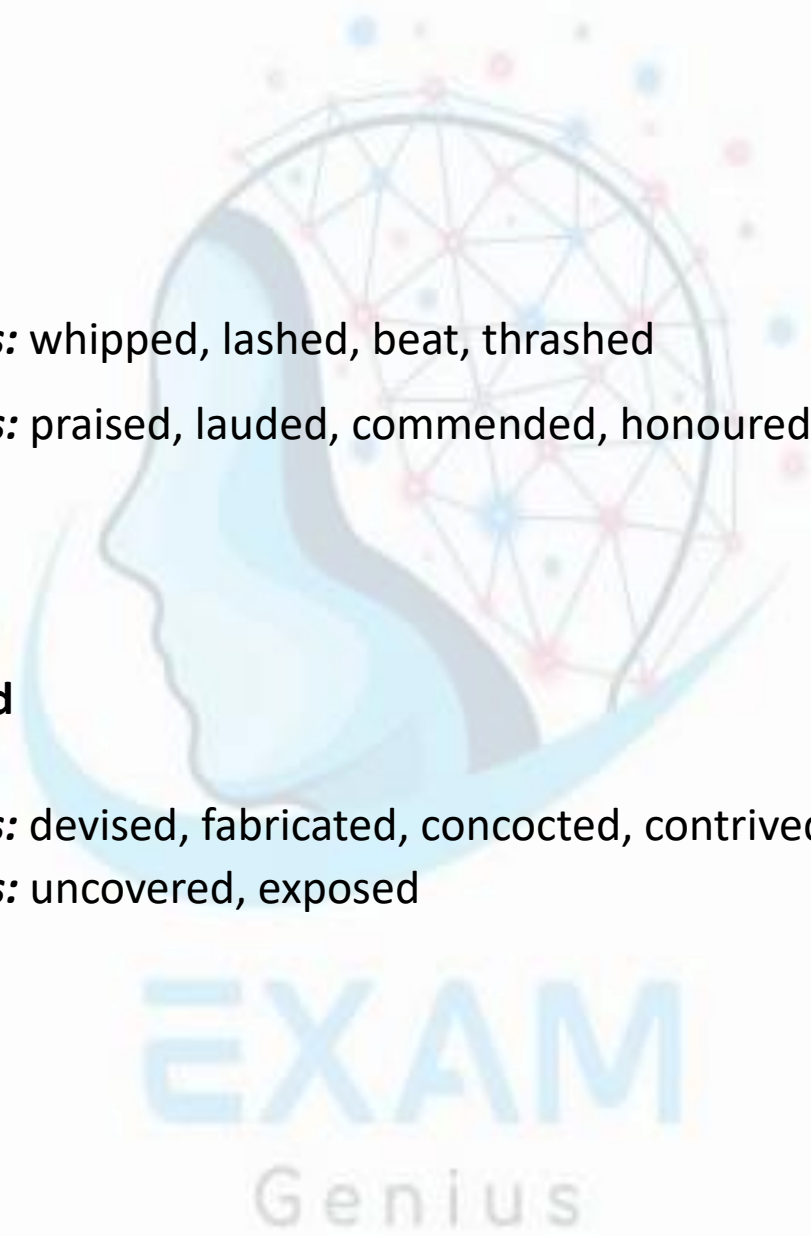 s: whipped, lashed, beat, thrashed
s: praised, lauded, commended, honoured
d
s: devised, fabricated, concocted, contrived
s: uncovered, exposed
EXAM
Genius